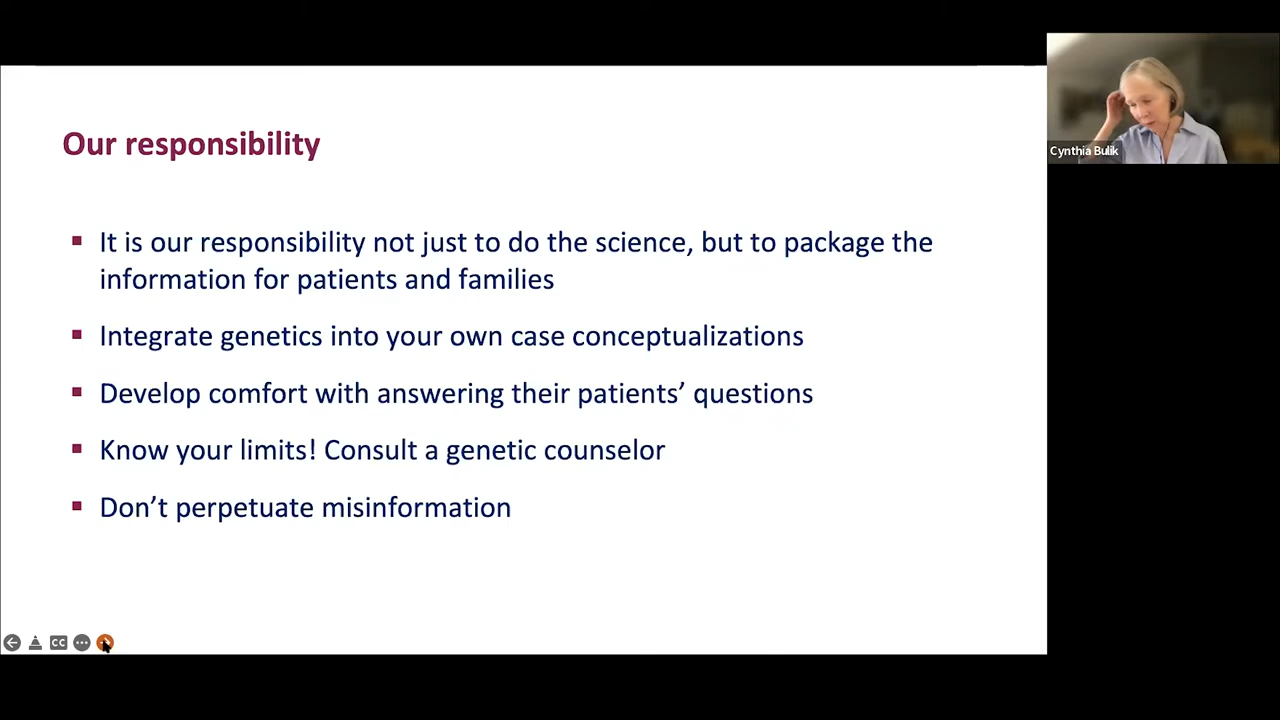 Our responsibility
It is our responsibility not just to do the science, but to package the
information for patients and families
Integrate genetics into your own case conceptualizations
Develop comfort with answering their patients’ questions
Know your limits! Consult a genetic counselor
Don’t perpetuate misinformation
Cynthia Bulik
CC